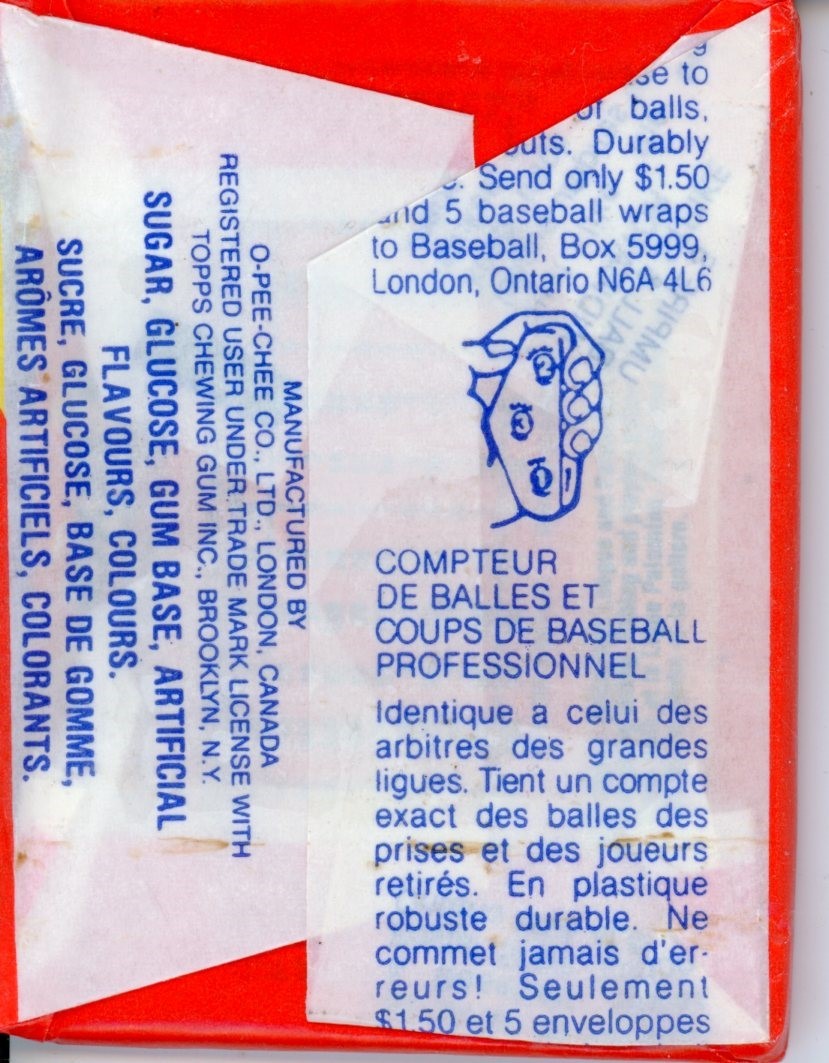 se to
of balls,
outs. Durably
Send only $1.50
and 5 baseball wraps
to Baseball, Box 5999,
London, Ontario N6A 4L6
COMPTEUR
DE BALLES ET
COUPS DE BASEBALL
PROFESSIONNEL
Identique a celui des
arbitres des grandes
ligues. Tient un compte
exact des balles des
prises et des joueurs
retirés. En plastique
robuste durable. Ne
commet jamais d'er-
reurs! Seulement
$1.50 et 5 enveloppes
MANUFACTURED BY
O-PEE-CHEE CO., LTD., LONDON, CANADA
REGISTERED USER UNDER TRADE MARK LICENSE WITH
TOPPS CHEWING GUM INC., BROOKLYN, N.Y.
SUGAR, GLUCOSE, GUM BASE, ARTIFICIAL
FLAVOURS, COLOURS.
SUCRE, GLUCOSE, BASE DE GOMME,
ARÔMES ARTIFICIELS, COLORANTS.
UMPIRE